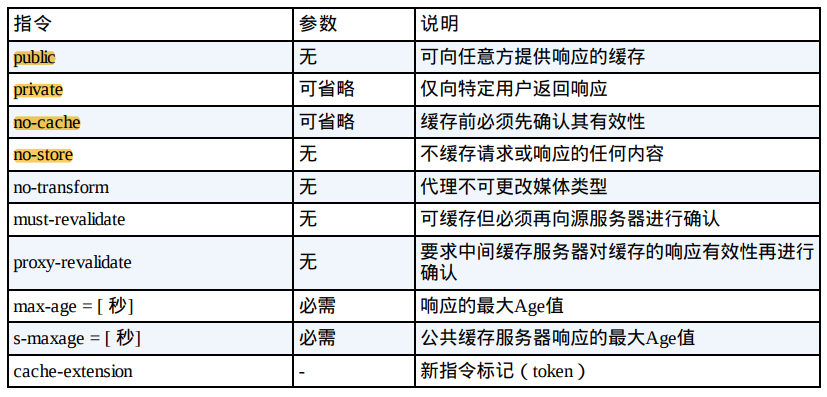 指令 参数 说明
public 无 可向任意方提供响应的缓存
private 可省略 仅向特定用户返回响应
no-cache 可省略 缓存前必须先确认其有效性
no-store 无 不缓存请求或响应的任何内容
no-transform 无 代理不可更改媒体类型
must-revalidate 无 可缓存但必须再向源服务器进行确认
proxy-revalidate 无 要求中间缓存服务器对缓存的响应有效性再进行
确认
max-age = [ 秒] 必需 响应的最大Age值
s-maxage = [ 秒] 必需 公共缓存服务器响应的最大Age值
cache-extension - 新指令标记（token）